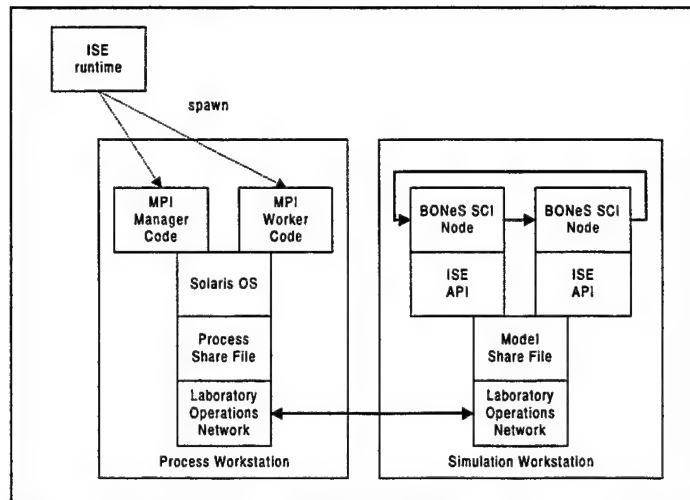 ISE
runtime
spawn
MPI
Manager
Code
MPI
Worker
Code
Solaris OS
Process
Share File
Laboratory
Operations
Network
Process Workstation
BONeS SCI
Node
BONeS SCI
Node
ISE
API
ISE
API
Model
Share File
Laboratory
Operations
Network
Simulation Workstation